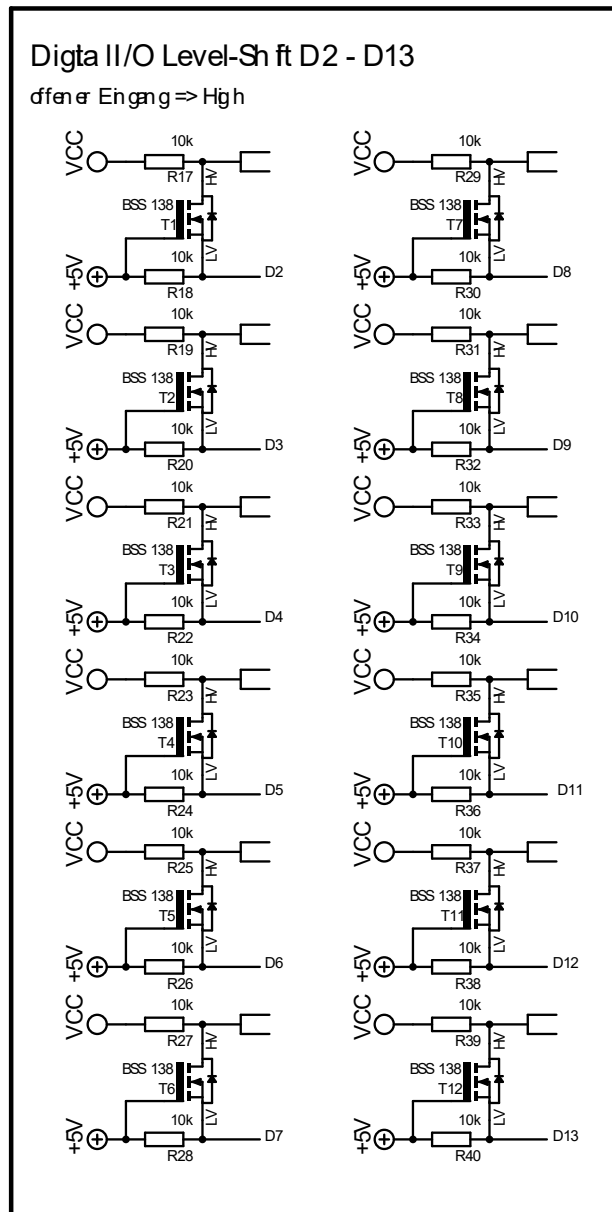 Digtal I/O Level-Shift D2 - D13
offener Eingang => High
VCC
10k
R17
HV
BSS 138
T1
LV
10k
+5V
R18
D2
VCC
10k
R19
HV
BSS 138
T2
LV
10k
+5V
R20
D3
VCC
10k
R21
HV
BSS 138
T3
LV
10k
+5V
R22
D4
VCC
10k
R23
HV
BSS 138
T4
LV
10k
+5V
R24
D5
VCC
10k
R25
HV
BSS 138
T5
LV
10k
+5V
R26
D6
VCC
10k
R27
HV
BSS 138
T6
LV
10k
+5V
R28
D7
VCC
10k
R29
HV
BSS 138
T7
LV
10k
+5V
R30
D8
VCC
10k
R31
HV
BSS 138
T8
LV
10k
+5V
R32
D9
VCC
10k
R33
HV
BSS 138
T9
LV
10k
+5V
R34
D10
VCC
10k
R35
HV
BSS 138
T10
LV
10k
+5V
R36
D11
VCC
10k
R37
HV
BSS 138
T11
LV
10k
+5V
R38
D12
VCC
10k
R39
HV
BSS 138
T12
LV
10k
+5V
R40
D13